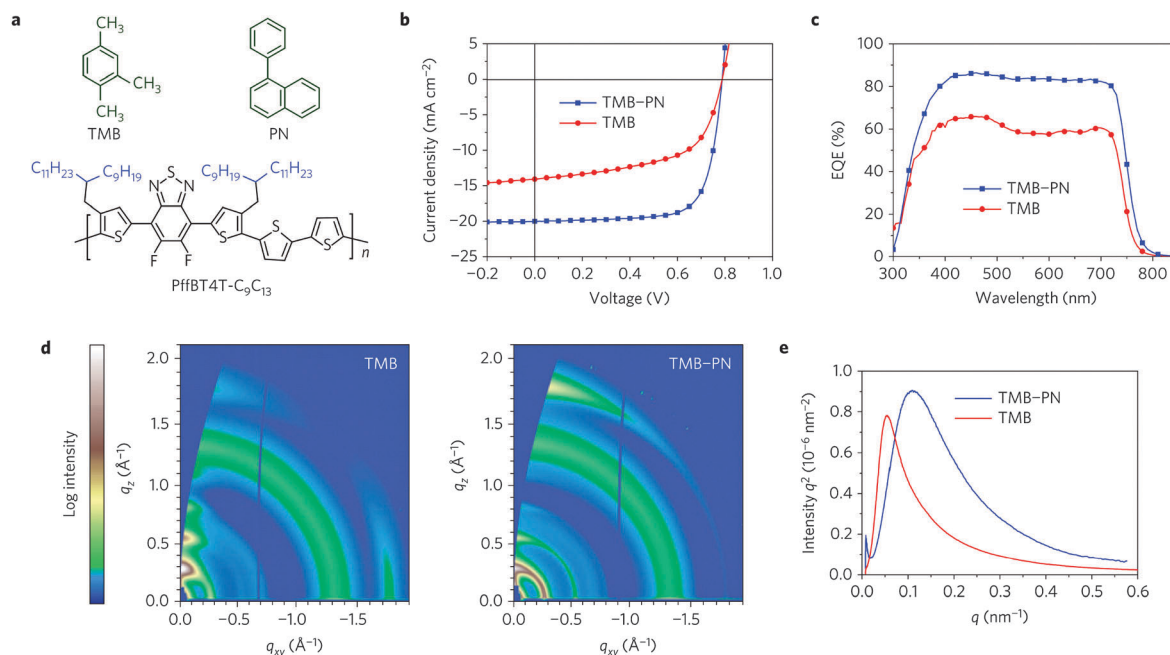 a
CH₃
CH₃
CH₃
TMB
PN
C₁₁H₂₃
C₉H₁₉
C₉H₁₉
C₁₁H₂₃
N
S
N
S
S
S
S
F
F
n
PffBT4T-C₉C₁₃
b
Current density (mA cm⁻²)
5
0
−5
−10
−15
−20
−25
TMB–PN
TMB
−0.2
0.0
0.2
0.4
0.6
0.8
1.0
Voltage (V)
c
EQE (%)
100
80
60
40
20
0
TMB–PN
TMB
300
400
500
600
700
800
Wavelength (nm)
d
Log intensity
TMB
2.0
1.5
1.0
0.5
0.0
q_z (Å⁻¹)
0.0
−0.5
−1.0
−1.5
q_xy (Å⁻¹)
TMB–PN
2.0
1.5
1.0
0.5
0.0
q_z (Å⁻¹)
0.0
−0.5
−1.0
−1.5
q_xy (Å⁻¹)
e
Intensity q² (10⁻⁶ nm⁻²)
1.0
0.8
0.6
0.4
0.2
0
TMB–PN
TMB
0.0
0.1
0.2
0.3
0.4
0.5
0.6
q (nm⁻¹)